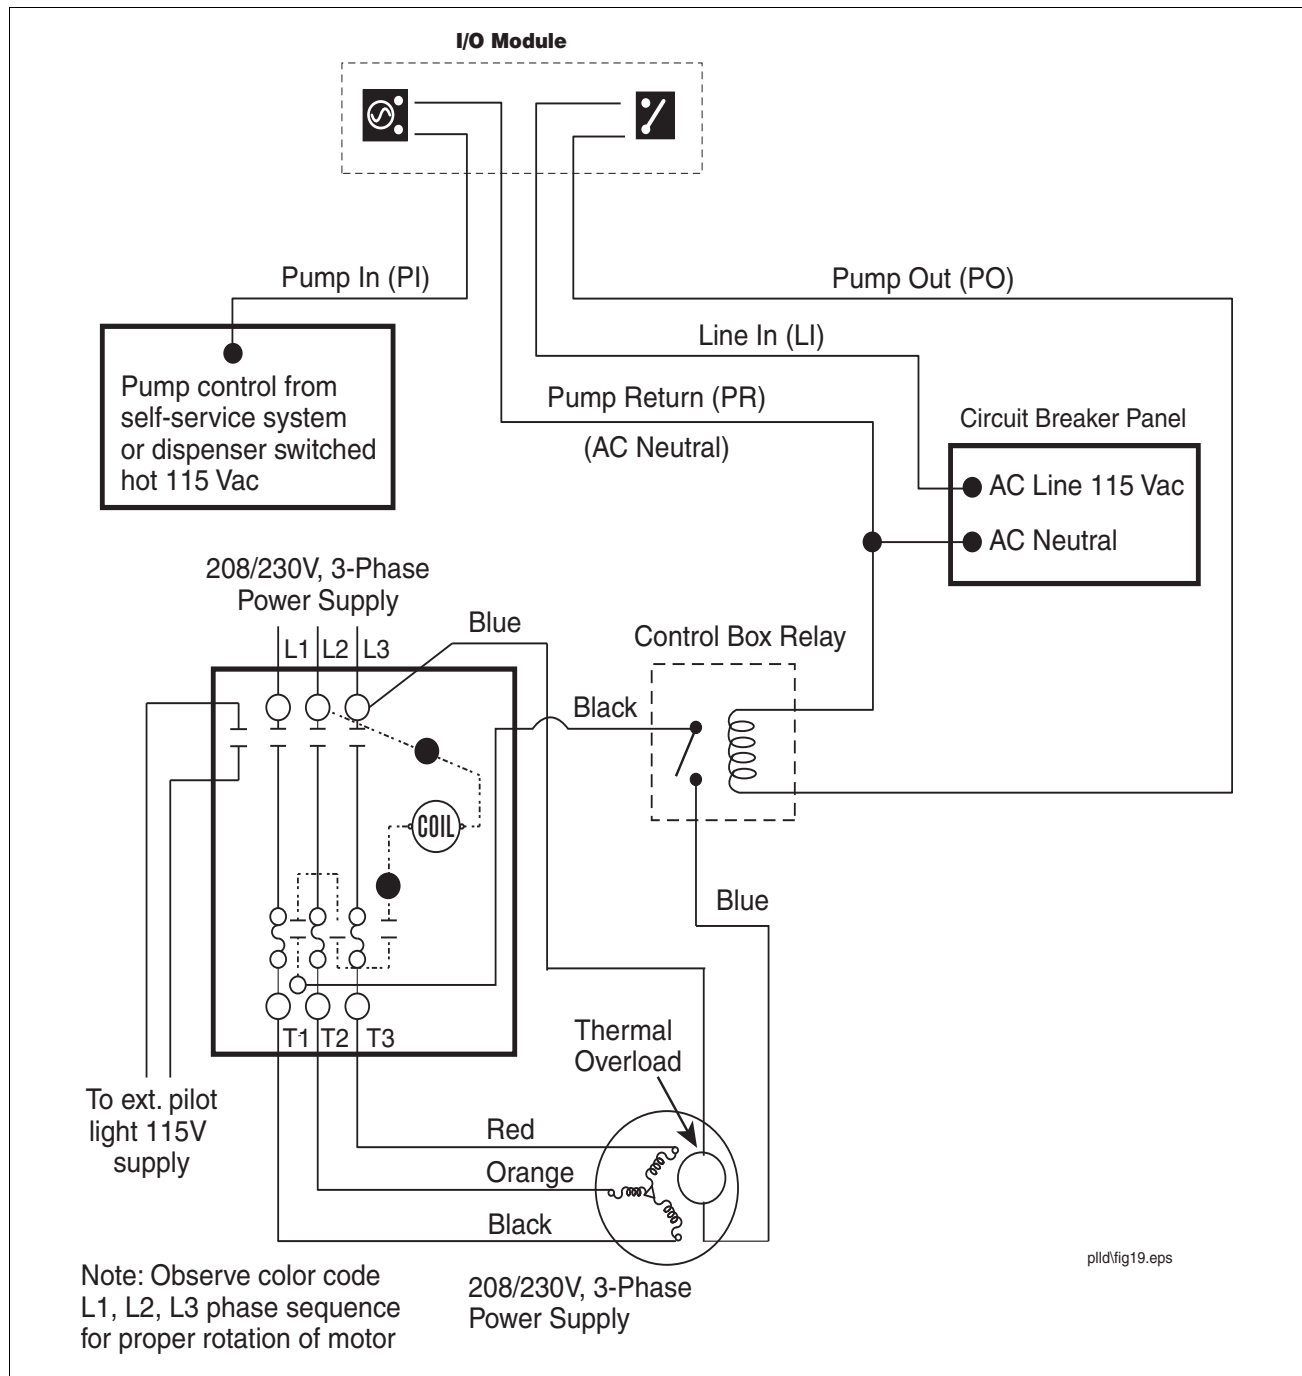 I/O Module
Pump In (PI)
Pump Out (PO)
Line In (LI)
Pump Return (PR)
(AC Neutral)
Pump control from
self-service system
or dispenser switched
hot 115 Vac
Circuit Breaker Panel
AC Line 115 Vac
AC Neutral
208/230V, 3-Phase
Power Supply
L1
L2
L3
Blue
Control Box Relay
Black
COIL
Blue
T1
T2
T3
Thermal
Overload
To ext. pilot
light 115V
supply
Red
Orange
Black
208/230V, 3-Phase
Power Supply
Note: Observe color code
L1, L2, L3 phase sequence
for proper rotation of motor
plld\fig19.eps